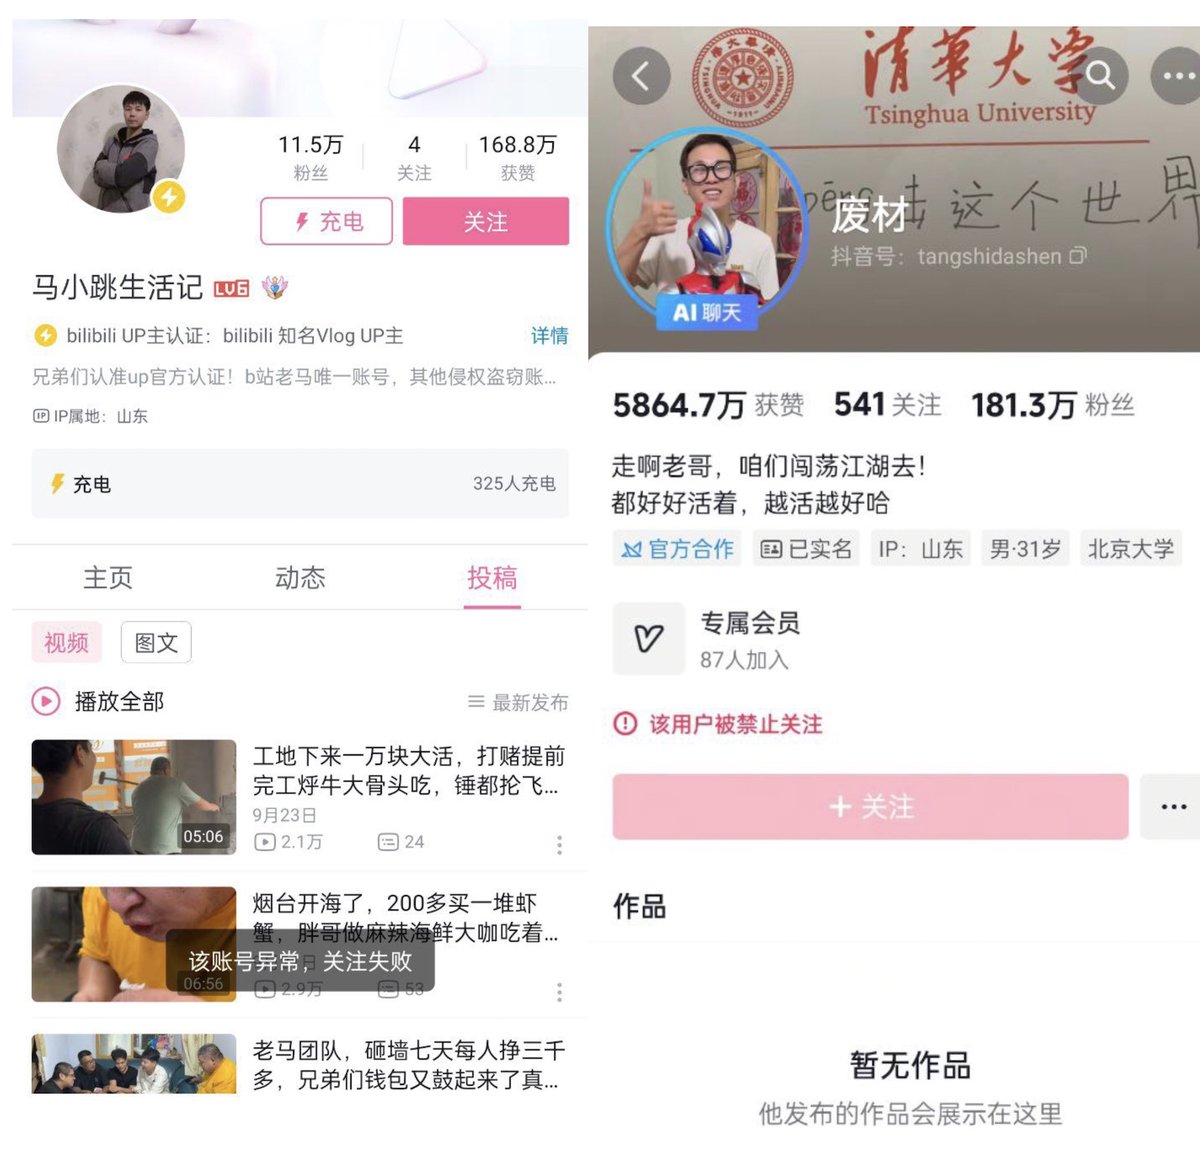 11.5万
4
168.8万
粉丝
关注
获赞
充电
关注
马小跳生活记 LV6
bilibili UP主认证：bilibili 知名Vlog UP主
详情
兄弟们认准up官方认证！b站老马唯一账号，其他侵权盗窃账...
IP IP属地：山东
充电
325人充电
主页
动态
投稿
视频
图文
播放全部
最新发布
工地下来一万块大活，打赌提前
完工烀牛大骨头吃，锤都抡飞...
9月23日
2.1万
24
05:06
烟台开海了，200多买一堆虾
蟹，胖哥做麻辣海鲜大咖吃着...
日
该账号异常，关注失败
06:56
2.9万
53
老马团队，砸墙七天每人挣三千
多，兄弟们钱包又鼓起来了真...
清華大学
Tsinghua University
TSINGHUA UNIVERSITY
-1911-
pēng 击这个世界
废材
抖音号：tangshidashen
AI 聊天
5864.7万 获赞
541 关注
181.3万 粉丝
走啊老哥，咱们闯荡江湖去！
都好好活着，越活越好哈
官方合作
已实名
IP：山东
男·31岁
北京大学
专属会员
87人加入
该用户被禁止关注
+ 关注
作品
暂无作品
他发布的作品会展示在这里